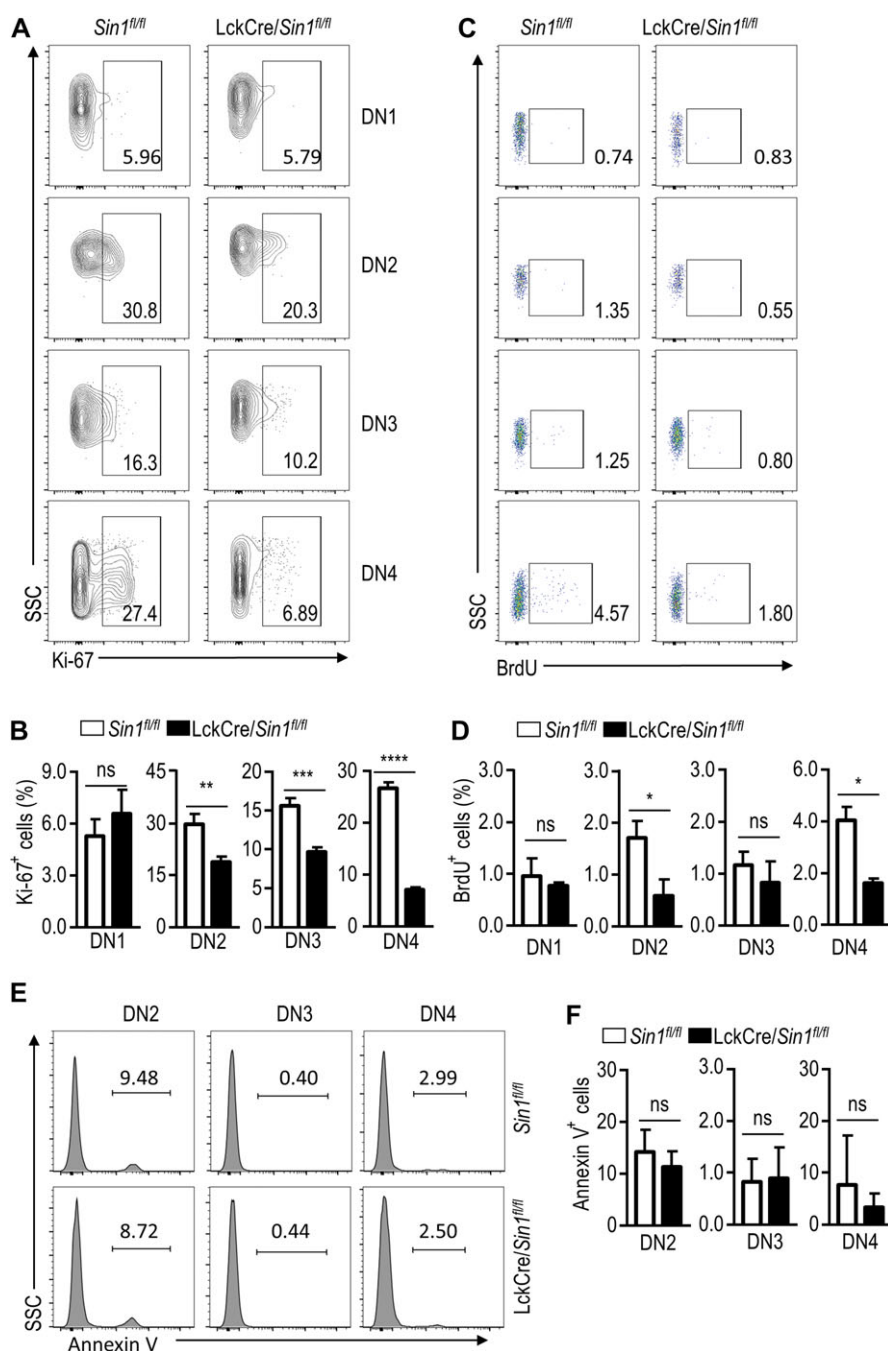 A
Sin1fl/fl
LckCre/Sin1fl/fl
5.96
5.79
DN1
30.8
20.3
DN2
16.3
10.2
DN3
27.4
6.89
DN4
SSC
Ki-67
C
Sin1fl/fl
LckCre/Sin1fl/fl
0.74
0.83
1.35
0.55
1.25
0.80
4.57
1.80
SSC
BrdU
B
Sin1fl/fl
LckCre/Sin1fl/fl
Ki-67+ cells (%)
9.0
6.0
3.0
0.0
ns
DN1
45
30
15
0
**
DN2
20
15
10
5
0
***
DN3
30
20
10
0
****
DN4
D
Sin1fl/fl
LckCre/Sin1fl/fl
BrdU+ cells (%)
3.0
2.0
1.0
0.0
ns
DN1
3.0
2.0
1.0
0.0
*
DN2
3.0
2.0
1.0
0.0
ns
DN3
6.0
4.0
2.0
0.0
*
DN4
E
DN2
DN3
DN4
9.48
0.40
2.99
Sin1fl/fl
8.72
0.44
2.50
LckCre/Sin1fl/fl
SSC
Annexin V
F
Sin1fl/fl
LckCre/Sin1fl/fl
Annexin V+ cells
30
20
10
0
ns
DN2
3.0
2.0
1.0
0.0
ns
DN3
30
20
10
0
ns
DN4